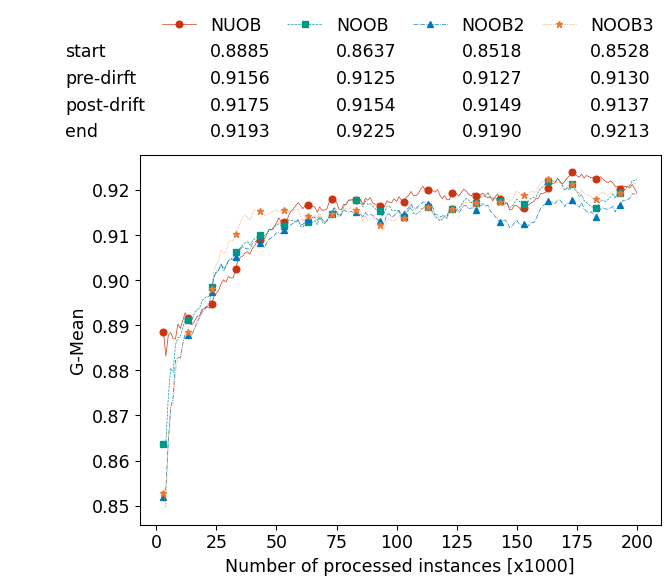 NUOB NOOB NOOB2 NOOB3
start 0.8885 0.8637 0.8518 0.8528
pre-dirft 0.9156 0.9125 0.9127 0.9130
post-drift 0.9175 0.9154 0.9149 0.9137
end 0.9193 0.9225 0.9190 0.9213
0.92
0.91
0.90
0.89
0.88
0.87
0.86
0.85
G-Mean
0 25 50 75 100 125 150 175 200
Number of processed instances [x1000]